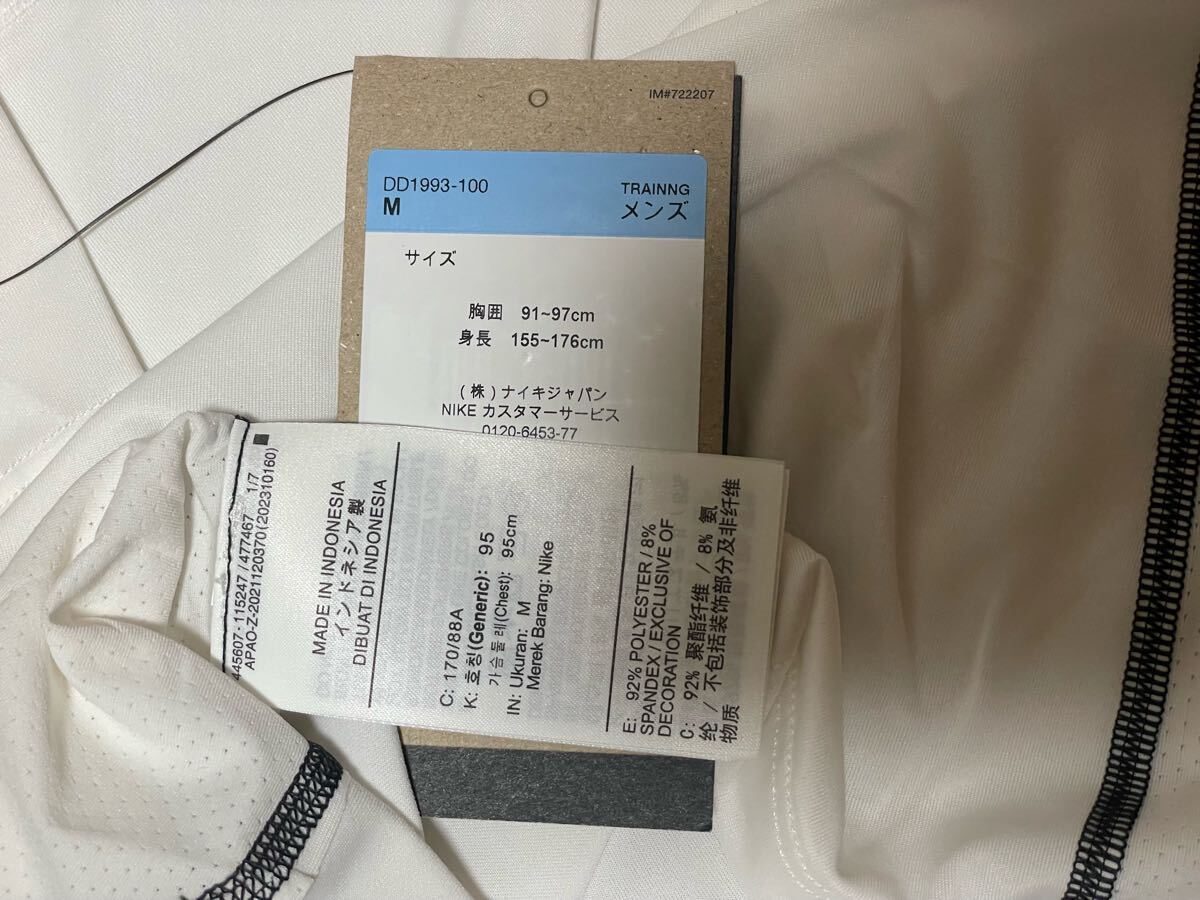 IM#722207
DD1993-100
M
TRAINNG
メンズ
サイズ
胸囲 91~97cm
身長 155~176cm
(株)ナイキジャパン
NIKE カスタマーサービス
0120-6453-77
445607-115247 / 477467 1/7
APAO-Z-2021120370(202310160)
MADE IN INDONESIA
インドネシア製
DIBUAT DI INDONESIA
C: 170/88A
K: 호칭(Generic): 95
가슴둘레(Chest): 95cm
IN: Ukuran: M
Merek Barang: Nike
E: 92% POLYESTER / 8%
SPANDEX / EXCLUSIVE OF
DECORATION
C: 92% 聚酯纤维 / 8% 氨
纶 / 不包括装饰部分及非纤维
物质